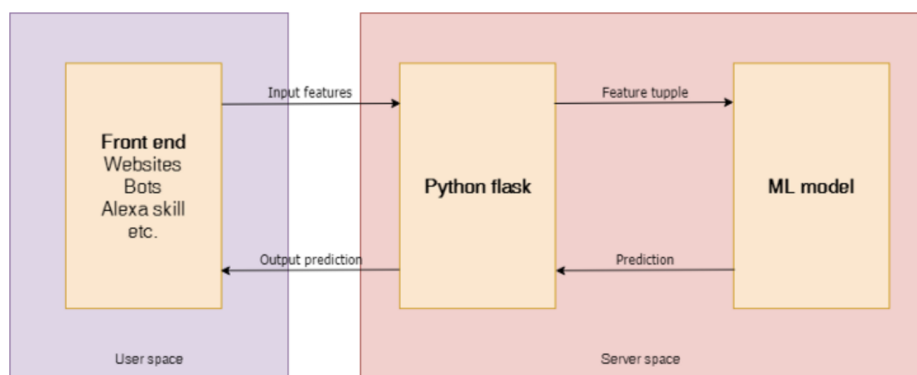 Input features
Feature tupple
Front end
Websites
Bots
Alexa skill
etc.
Python flask
ML model
Output prediction
Prediction
User space
Server space